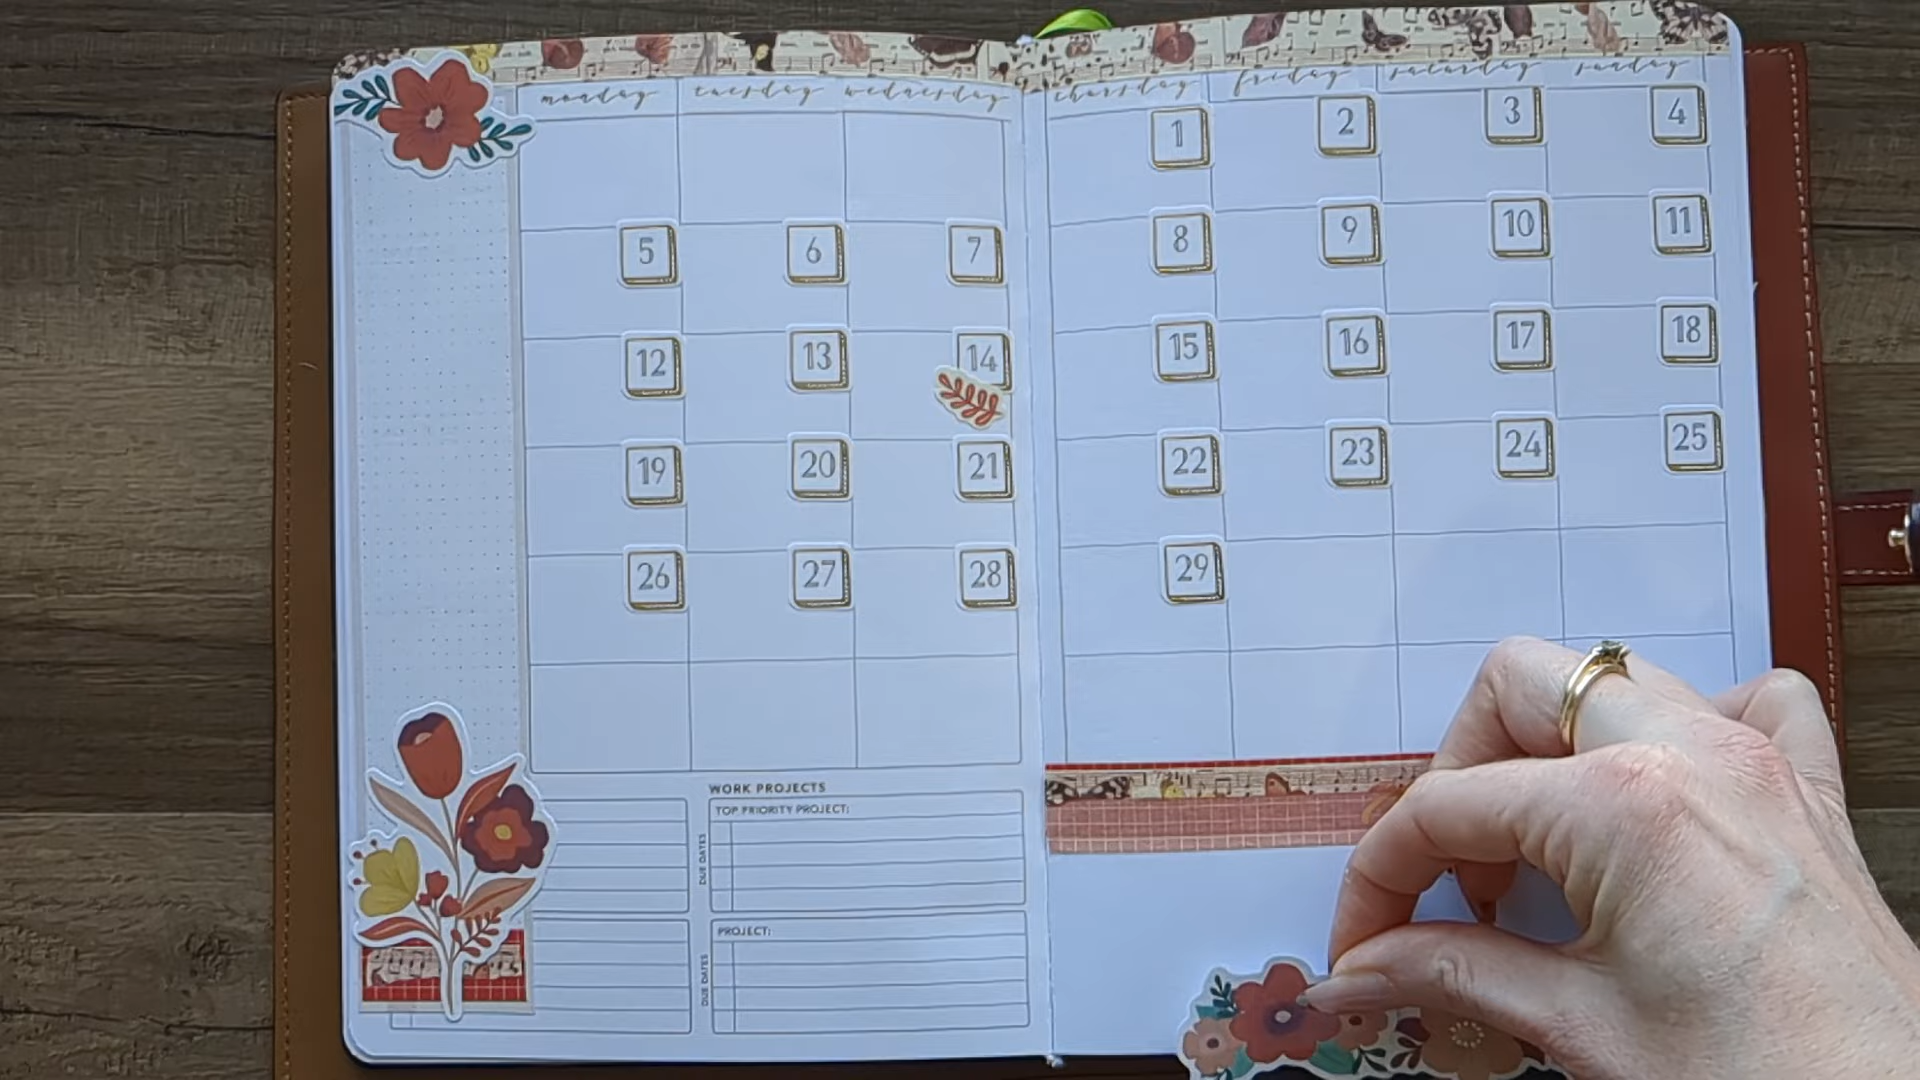 monday tuesday wednesday thursday friday saturday sunday
1 2 3 4
5 6 7 8 9 10 11
12 13 14 15 16 17 18
19 20 21 22 23 24 25
26 27 28 29
WORK PROJECTS
TOP PRIORITY PROJECT:
DUE DATES
PROJECT:
DUE DATES